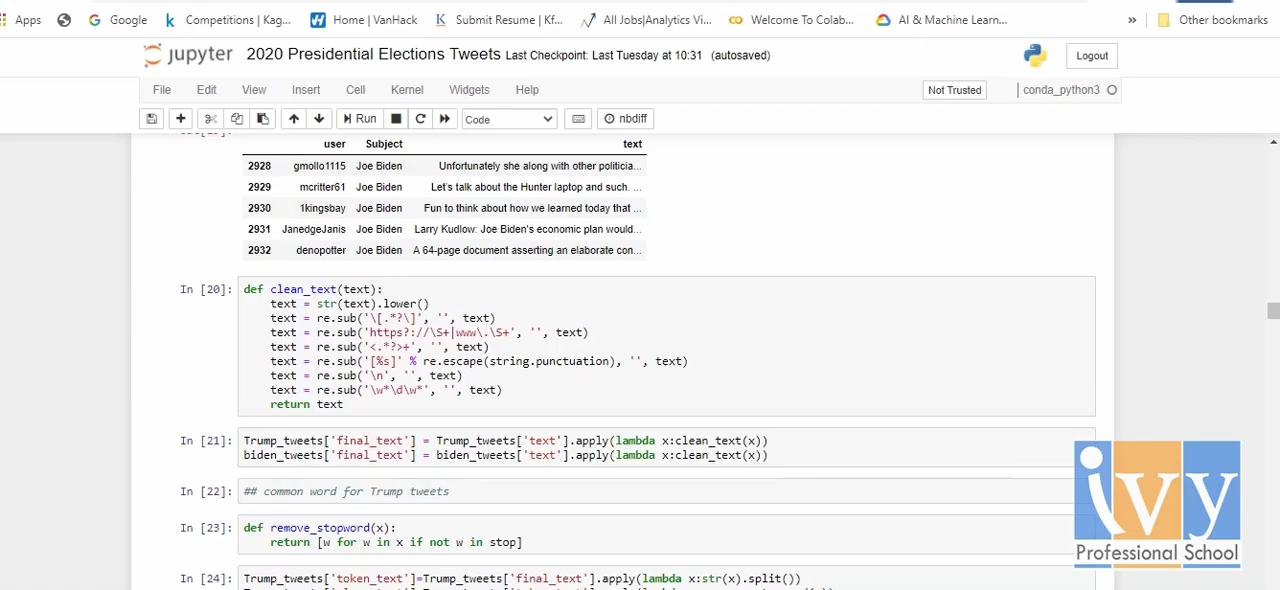 Apps Google Competitions | Kag... Home | VanHack Submit Resume | Kf... All Jobs|Analytics Vi... Welcome To Colab... AI & Machine Learn... » Other bookmarks
jupyter 2020 Presidential Elections Tweets Last Checkpoint: Last Tuesday at 10:31 (autosaved) Logout
File Edit View Insert Cell Kernel Widgets Help Not Trusted conda_python3
Run Code nbdiff
user Subject text
2928 gmollo1115 Joe Biden Unfortunately she along with other politicia...
2929 mcritter61 Joe Biden Let's talk about the Hunter laptop and such. ...
2930 1kingsbay Joe Biden Fun to think about how we learned today that ...
2931 JanedgeJanis Joe Biden Larry Kudlow: Joe Biden's economic plan would...
2932 denopotter Joe Biden A 64-page document asserting an elaborate con...
In [20]: def clean_text(text):
text = str(text).lower()
text = re.sub('\[.*?\]', '', text)
text = re.sub('https?://\S+|www\.\S+', '', text)
text = re.sub('<.*?>+', '', text)
text = re.sub('[%s]' % re.escape(string.punctuation), '', text)
text = re.sub('\n', '', text)
text = re.sub('\w*\d\w*', '', text)
return text
In [21]: Trump_tweets['final_text'] = Trump_tweets['text'].apply(lambda x:clean_text(x))
biden_tweets['final_text'] = biden_tweets['text'].apply(lambda x:clean_text(x))
In [22]: ## common word for Trump tweets
In [23]: def remove_stopword(x):
return [w for w in x if not w in stop]
In [24]: Trump_tweets['token_text']=Trump_tweets['final_text'].apply(lambda x:str(x).split())
ivy
Professional School